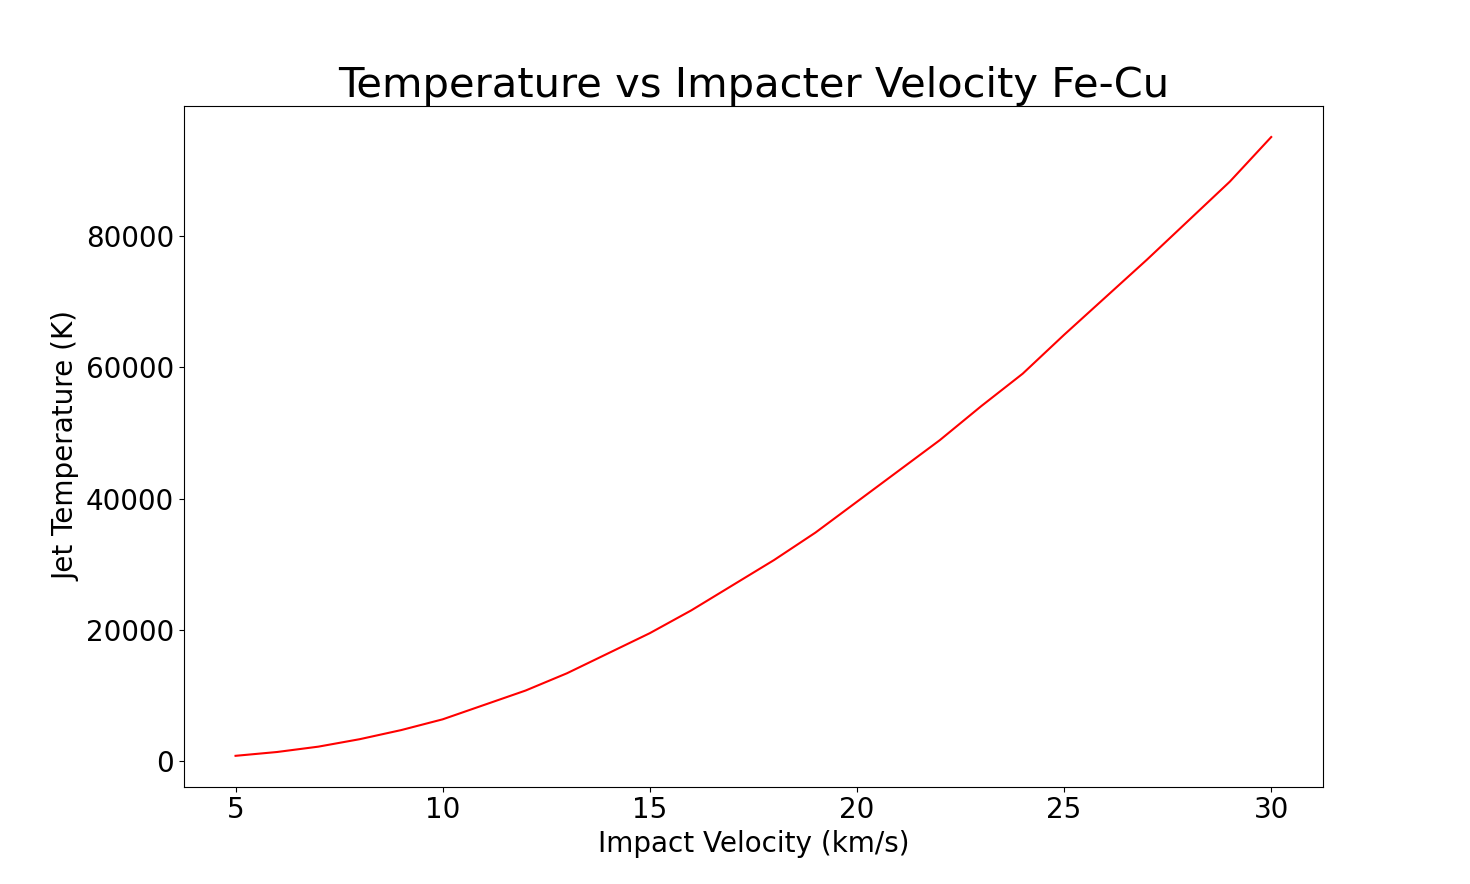 Temperature vs Impacter Velocity Fe-Cu
80000
60000
40000
20000
0
Jet Temperature (K)
5 10 15 20 25 30
Impact Velocity (km/s)